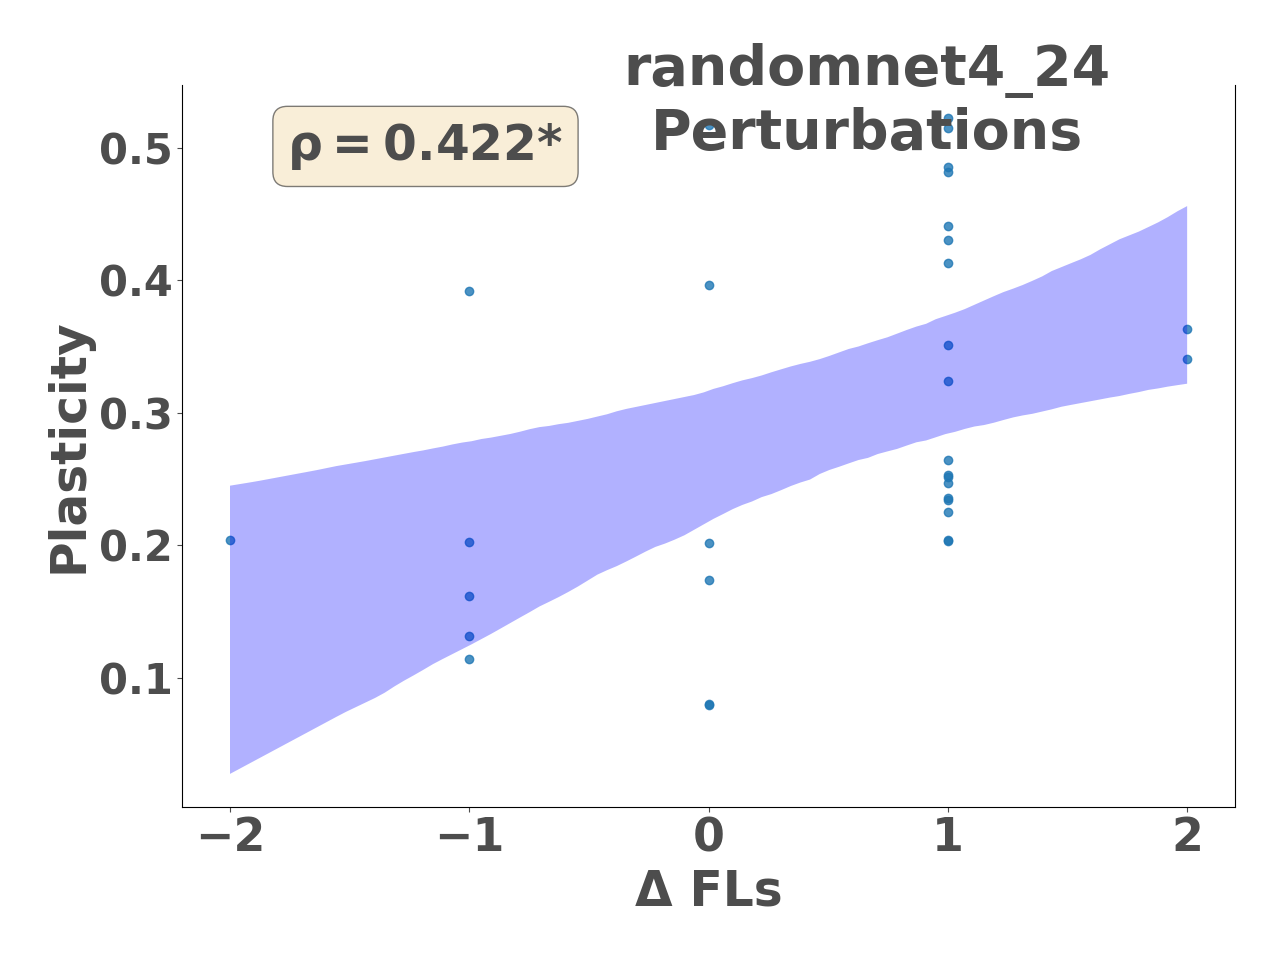 randomnet4_24
Perturbations
ρ = 0.422*
0.5
0.4
0.3
0.2
0.1
Plasticity
−2 −1 0 1 2
Δ FLs